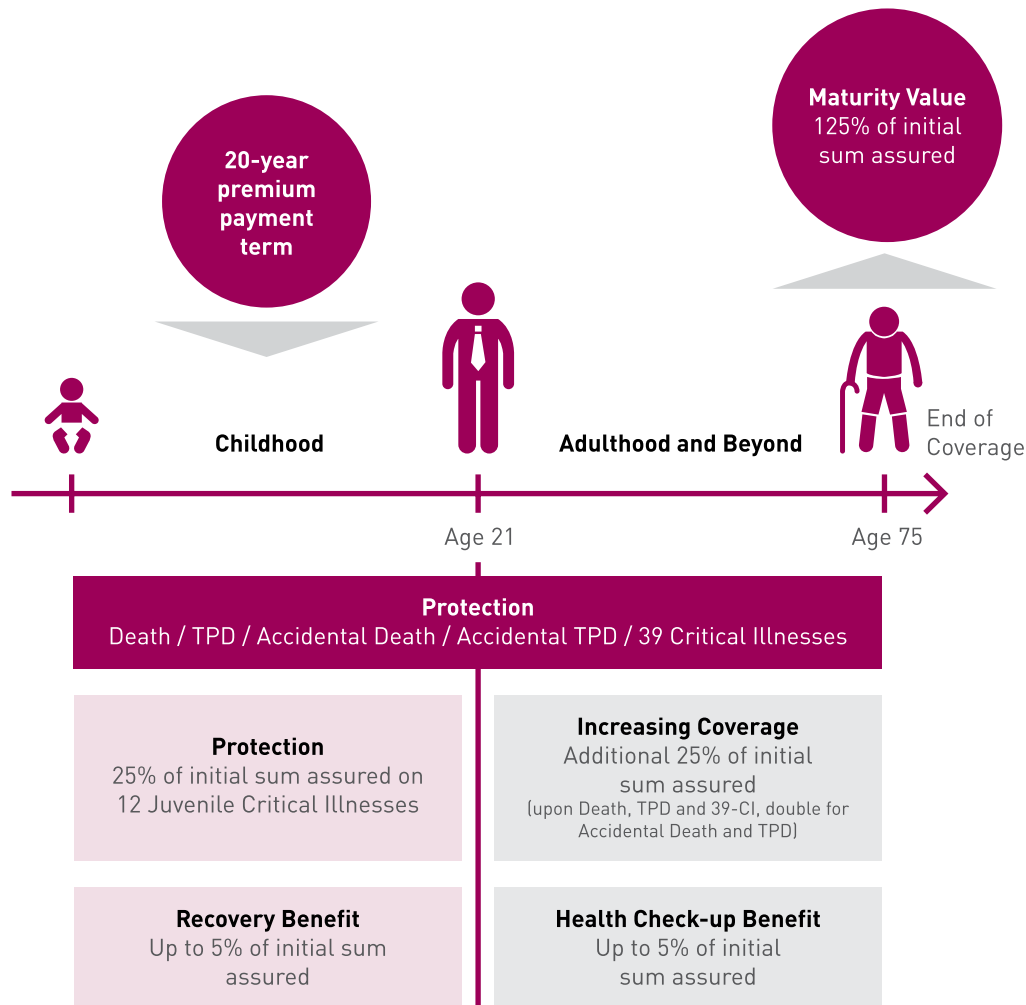 Maturity Value
125% of initial
sum assured
20-year
premium
payment
term
End of
Coverage
Childhood
Adulthood and Beyond
Age 21
Age 75
Protection
Death / TPD / Accidental Death / Accidental TPD / 39 Critical Illnesses
Protection
25% of initial sum assured on
12 Juvenile Critical Illnesses
Increasing Coverage
Additional 25% of initial
sum assured
(upon Death, TPD and 39-CI, double for
Accidental Death and TPD)
Recovery Benefit
Up to 5% of initial sum
assured
Health Check-up Benefit
Up to 5% of initial
sum assured